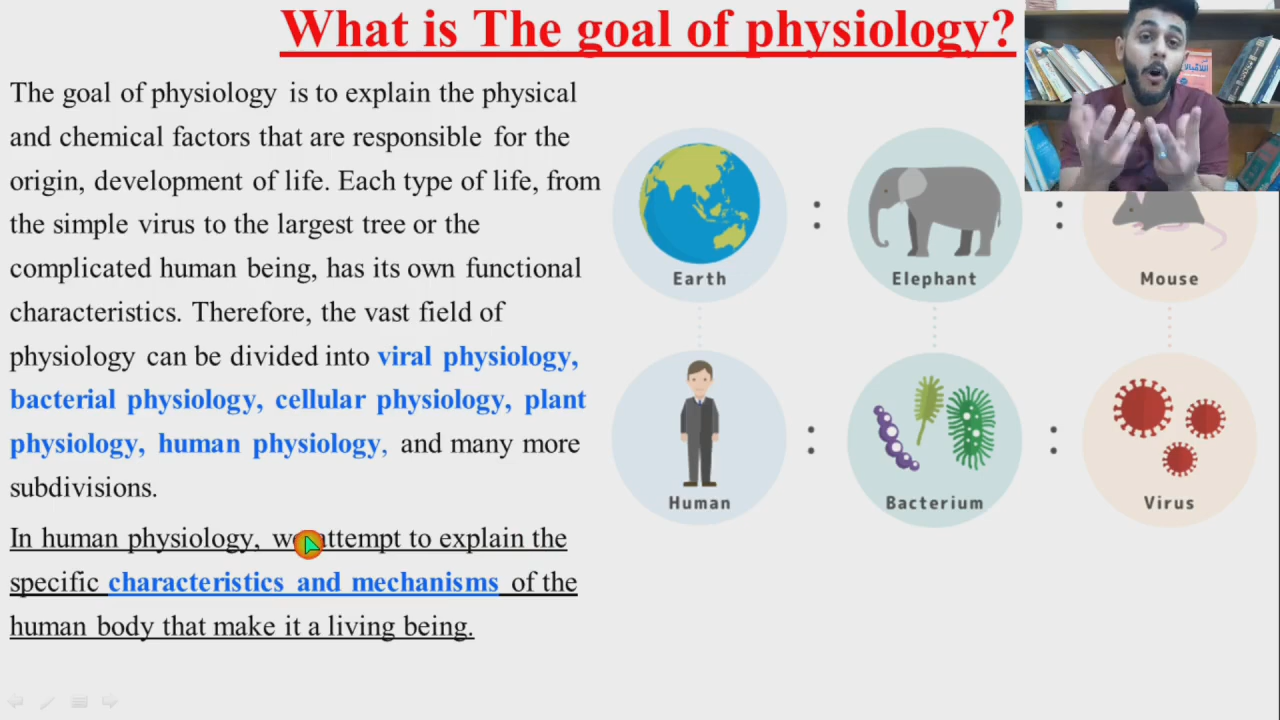 What is The goal of physiology?
The goal of physiology is to explain the physical
and chemical factors that are responsible for the
origin, development of life. Each type of life, from
the simple virus to the largest tree or the
complicated human being, has its own functional
characteristics. Therefore, the vast field of
physiology can be divided into viral physiology,
bacterial physiology, cellular physiology, plant
physiology, human physiology, and many more
subdivisions.
In human physiology, we attempt to explain the
specific characteristics and mechanisms of the
human body that make it a living being.
Earth
:
Elephant
:
Mouse
Human
:
Bacterium
:
Virus